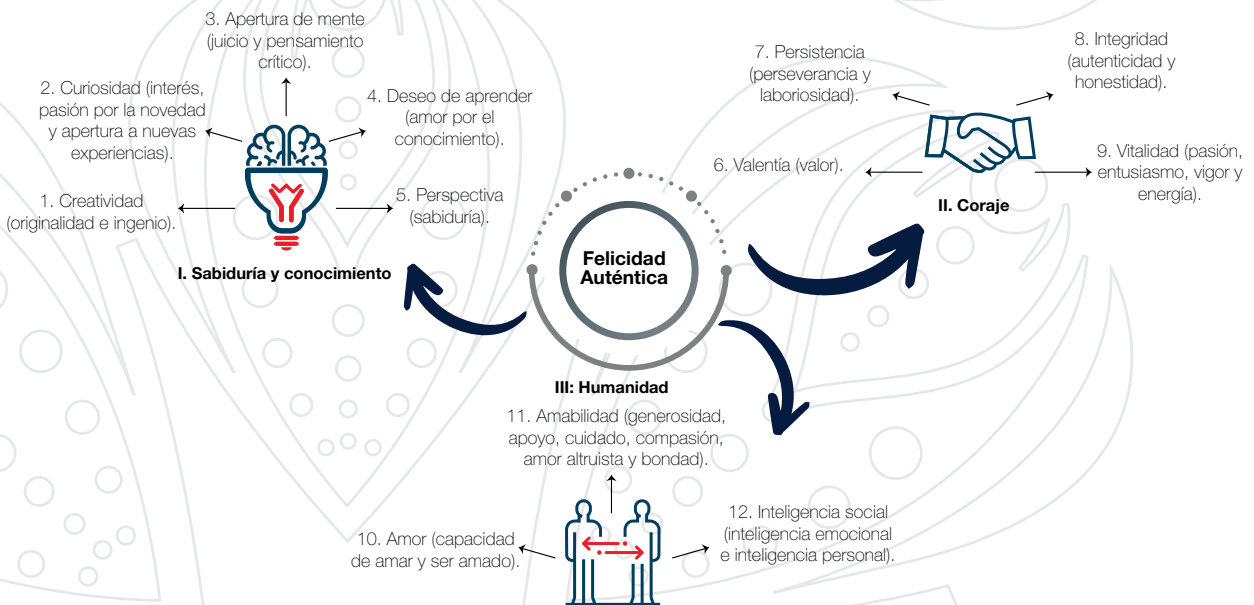 3. Apertura de mente
(juicio y pensamiento
crítico).
2. Curiosidad (interés,
pasión por la novedad
y apertura a nuevas
experiencias).
4. Deseo de aprender
(amor por el
conocimiento).
1. Creatividad
(originalidad e ingenio).
5. Perspectiva
(sabiduría).
I. Sabiduría y conocimiento
Felicidad
Auténtica
7. Persistencia
(perseverancia y
laboriosidad).
8. Integridad
(autenticidad y
honestidad).
6. Valentía (valor).
9. Vitalidad (pasión,
entusiasmo, vigor y
energía).
II. Coraje
III: Humanidad
11. Amabilidad (generosidad,
apoyo, cuidado, compasión,
amor altruista y bondad).
10. Amor (capacidad
de amar y ser amado).
12. Inteligencia social
(inteligencia emocional
e inteligencia personal).